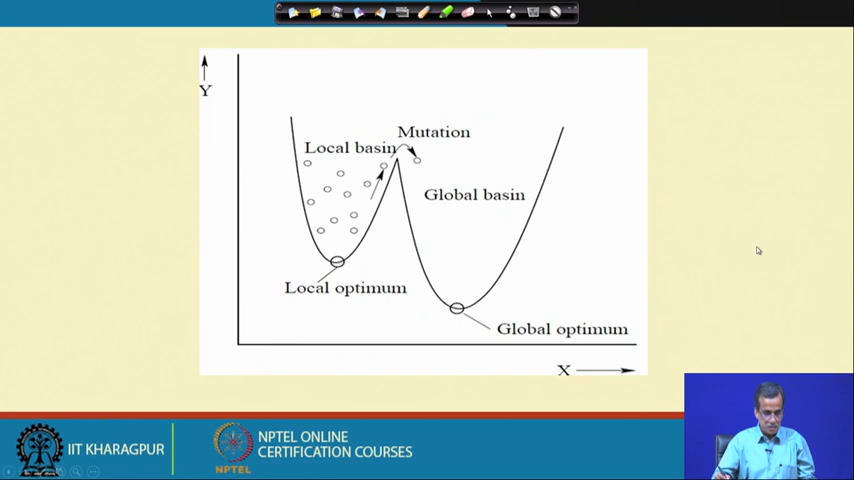 Y
Mutation
Local basin
Global basin
Local optimum
Global optimum
X
IIT KHARAGPUR
NPTEL
NPTEL ONLINE
CERTIFICATION COURSES